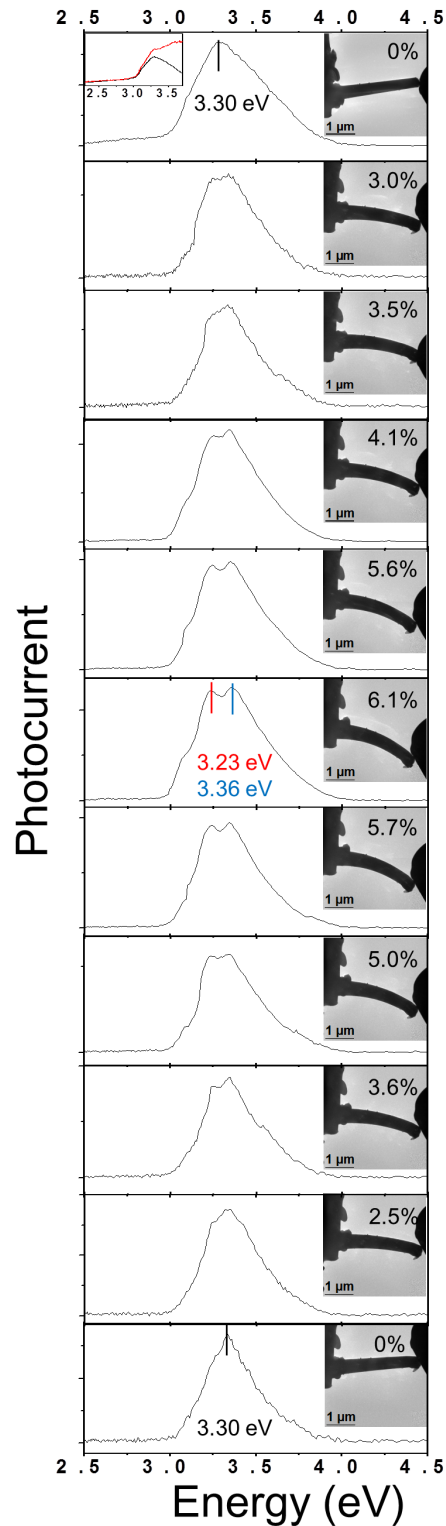 2.5 3.0 3.5 4.0 4.5
2.5 3.0 3.5
3.30 eV
0%
1 µm
3.0%
1 µm
3.5%
1 µm
4.1%
1 µm
5.6%
1 µm
6.1%
1 µm
3.23 eV
3.36 eV
5.7%
1 µm
5.0%
1 µm
3.6%
1 µm
2.5%
1 µm
0%
1 µm
3.30 eV
2.5 3.0 3.5 4.0 4.5
Energy (eV)
Photocurrent